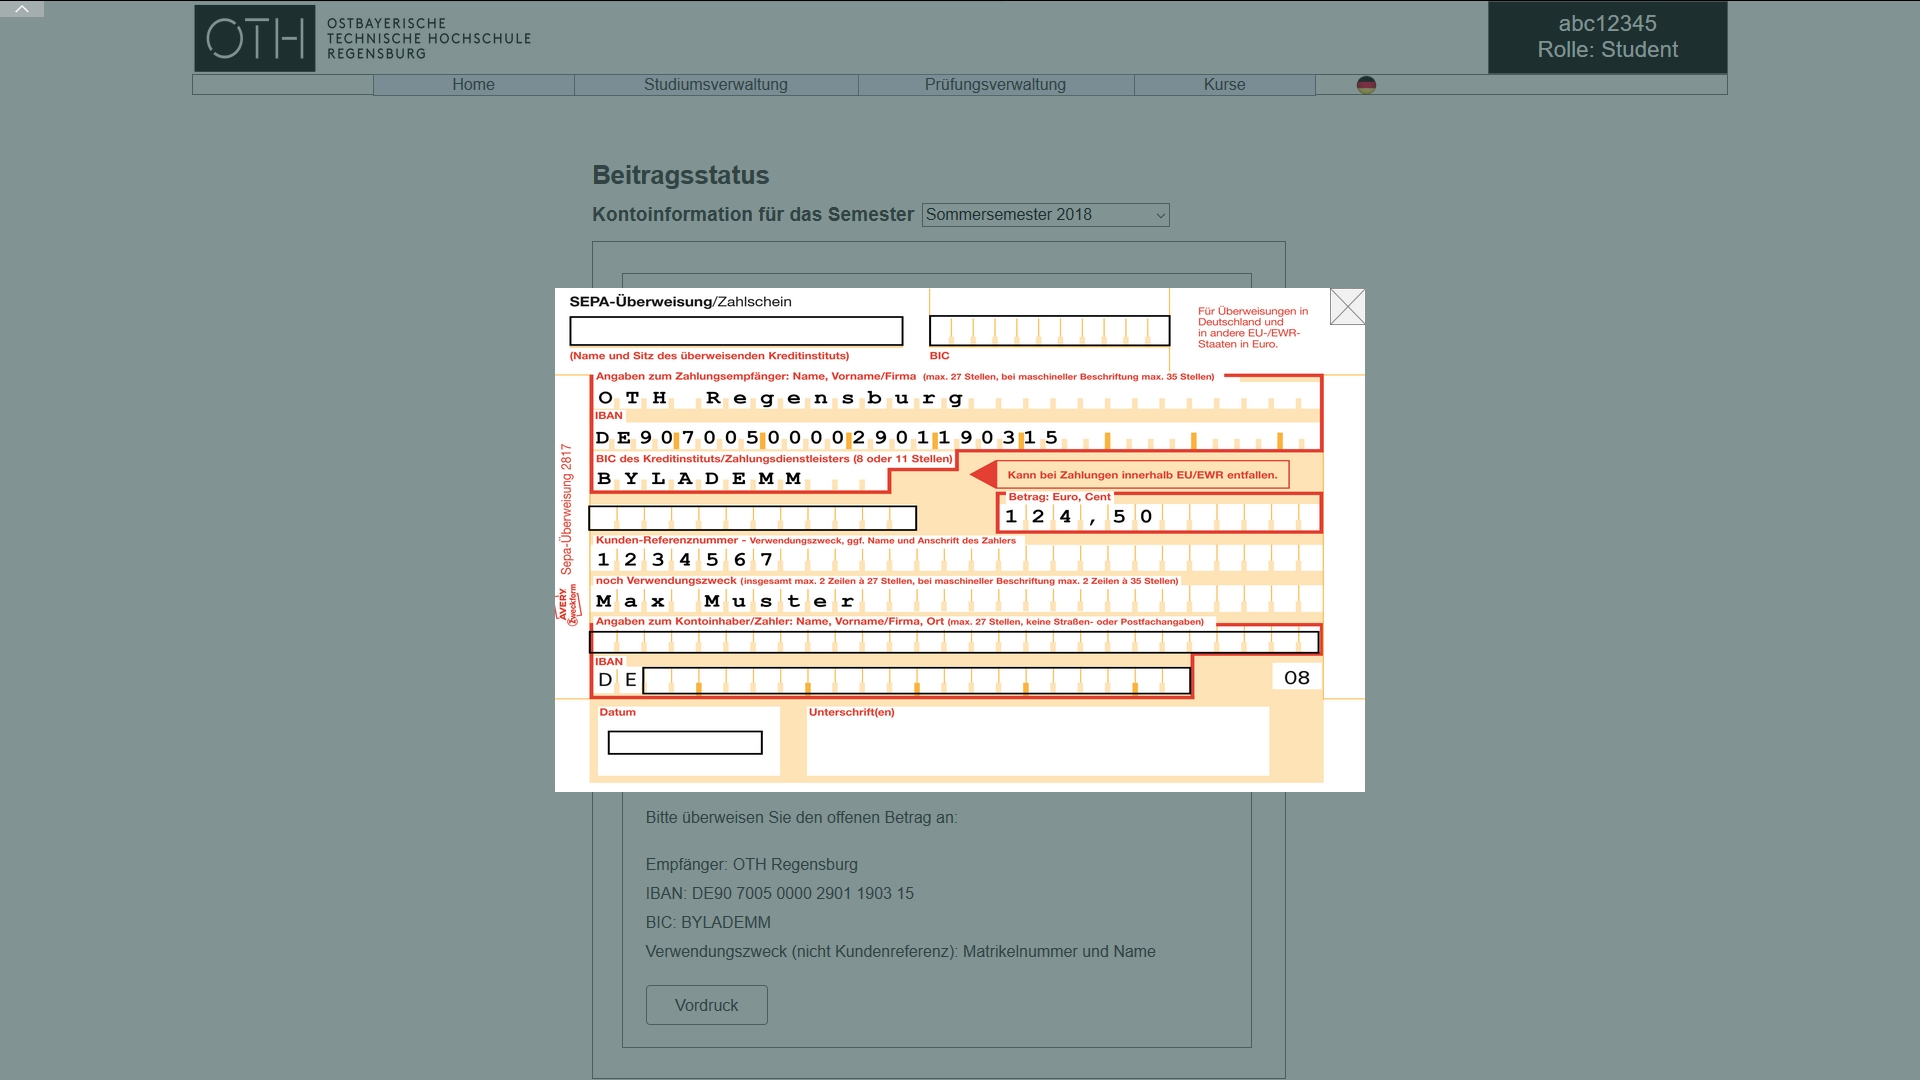 OTH OSTBAYERISCHE
TECHNISCHE HOCHSCHULE
REGENSBURG
abc12345
Rolle: Student
Home Studiumsverwaltung Prüfungsverwaltung Kurse
Beitragsstatus
Kontoinformation für das Semester Sommersemester 2018
SEPA-Überweisung/Zahlschein
Für Überweisungen in
Deutschland und
in andere EU-/EWR-
Staaten in Euro.
(Name und Sitz des überweisenden Kreditinstituts) BIC
Angaben zum Zahlungsempfänger: Name, Vorname/Firma (max. 27 Stellen, bei maschineller Beschriftung max. 35 Stellen)
OTH Regensburg
IBAN
DE90700500002901190315
BIC des Kreditinstituts/Zahlungsdienstleisters (8 oder 11 Stellen)
BYLADEMM
Kann bei Zahlungen innerhalb EU/EWR entfallen.
Betrag: Euro, Cent
124,50
Kunden-Referenznummer - Verwendungszweck, ggf. Name und Anschrift des Zahlers
1234567
noch Verwendungszweck (insgesamt max. 2 Zeilen à 27 Stellen, bei maschineller Beschriftung max. 2 Zeilen à 35 Stellen)
Max Muster
Angaben zum Kontoinhaber/Zahler: Name, Vorname/Firma, Ort (max. 27 Stellen, keine Straßen- oder Postfachangaben)
IBAN
DE
08
Datum Unterschrift(en)
Sepa-Überweisung 2817
AVERY
Zweckform
Bitte überweisen Sie den offenen Betrag an:
Empfänger: OTH Regensburg
IBAN: DE90 7005 0000 2901 1903 15
BIC: BYLADEMM
Verwendungszweck (nicht Kundenreferenz): Matrikelnummer und Name
Vordruck